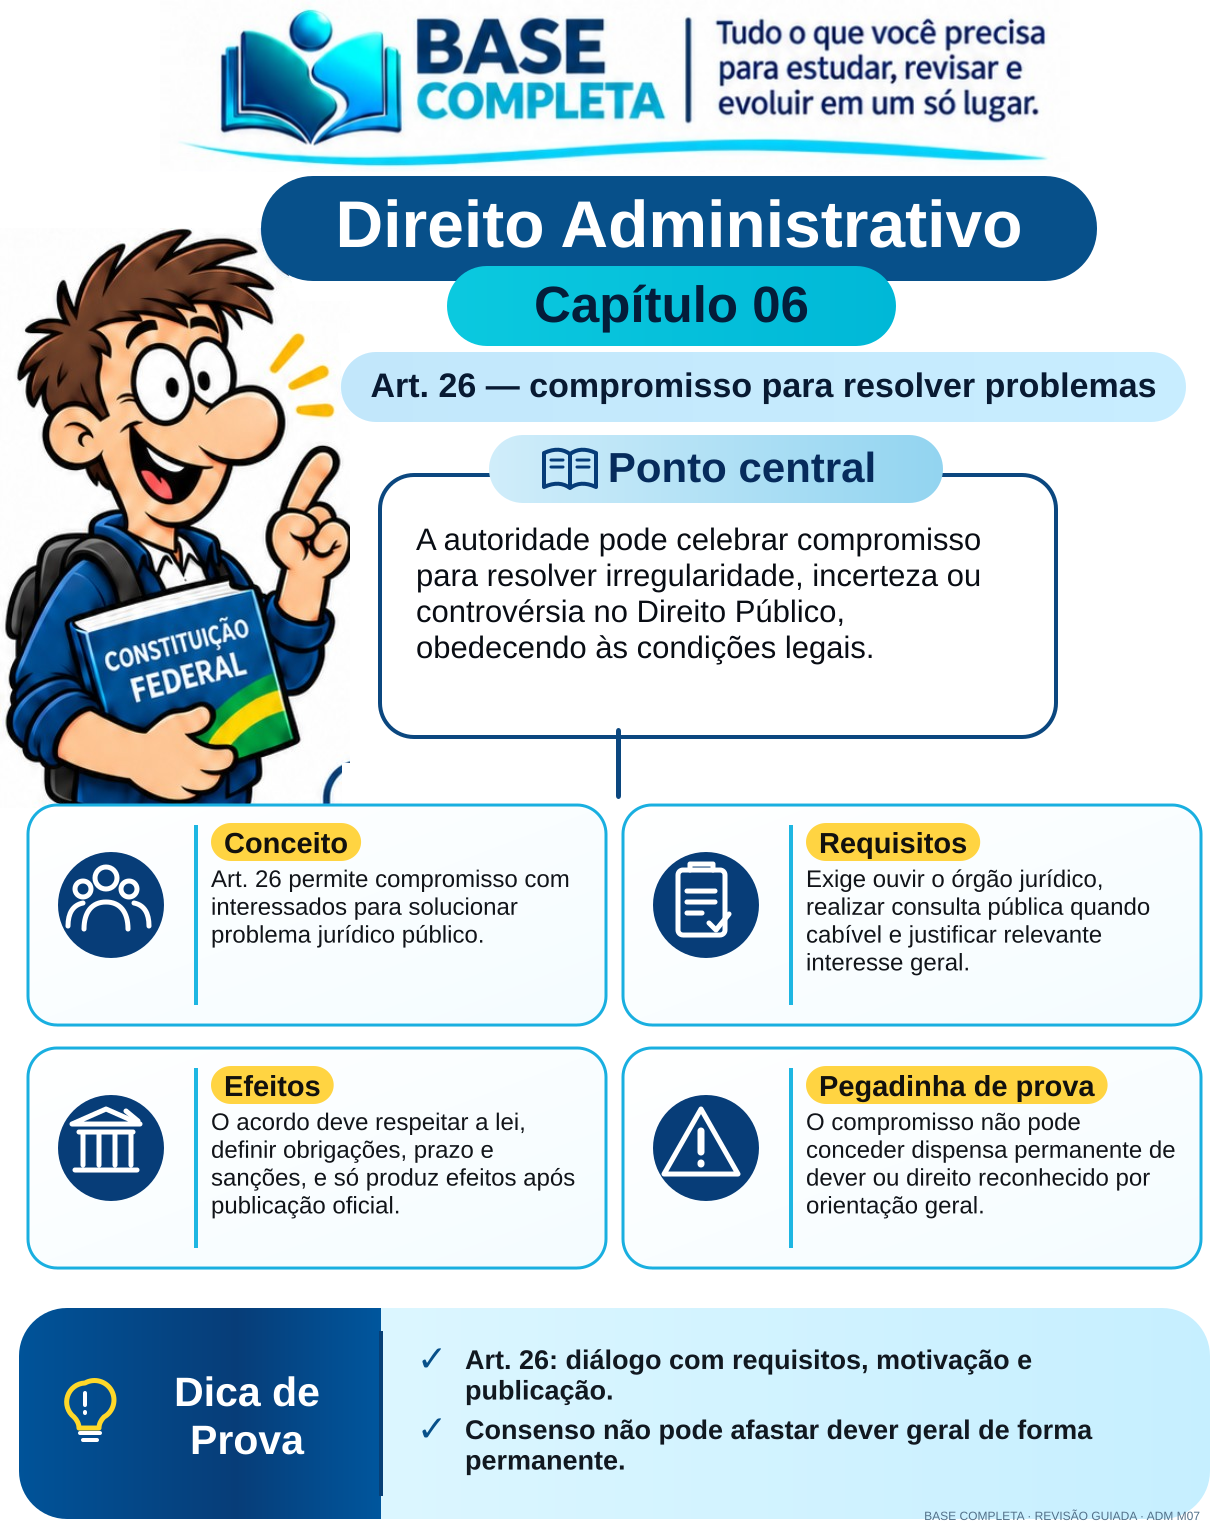 BASE
COMPLETA
Tudo o que você precisa
para estudar, revisar e
evoluir em um só lugar.
Direito Administrativo
Capítulo 06
Art. 26 — compromisso para resolver problemas
Ponto central
A autoridade pode celebrar compromisso
para resolver irregularidade, incerteza ou
controvérsia no Direito Público,
obedecendo às condições legais.
CONSTITUIÇÃO
FEDERAL
Conceito
Art. 26 permite compromisso com
interessados para solucionar
problema jurídico público.
Requisitos
Exige ouvir o órgão jurídico,
realizar consulta pública quando
cabível e justificar relevante
interesse geral.
Efeitos
O acordo deve respeitar a lei,
definir obrigações, prazo e
sanções, e só produz efeitos após
publicação oficial.
Pegadinha de prova
O compromisso não pode
conceder dispensa permanente de
dever ou direito reconhecido por
orientação geral.
Dica de
Prova
✓ Art. 26: diálogo com requisitos, motivação e
publicação.
✓ Consenso não pode afastar dever geral de forma
permanente.
BASE COMPLETA · REVISÃO GUIADA · ADM M07